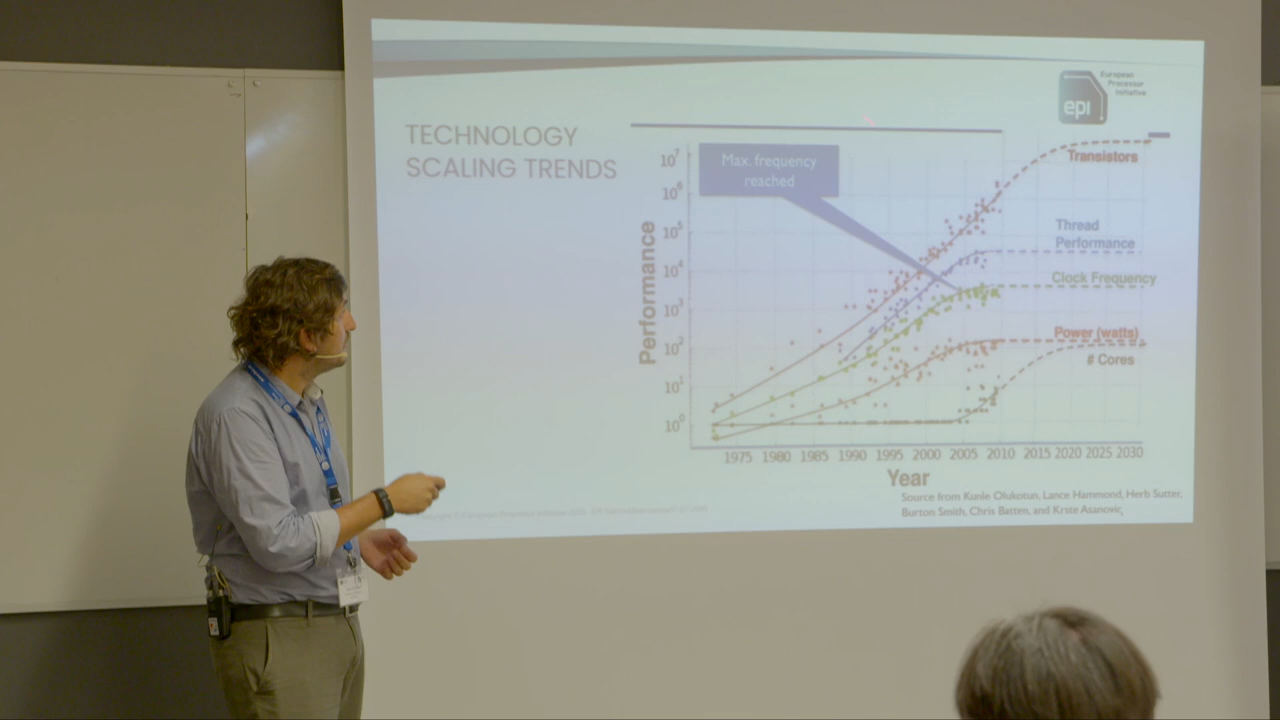 TECHNOLOGY
SCALING TRENDS
European
Processor
Initiative
epi
Max. frequency
reached
Performance
10⁷
10⁶
10⁵
10⁴
10³
10²
10¹
10⁰
Transistors
Thread
Performance
Clock Frequency
Power (watts)
# Cores
1975 1980 1985 1990 1995 2000 2005 2010 2015 2020 2025 2030
Year
Source from Kunle Olukotun, Lance Hammond, Herb Sutter,
Burton Smith, Chris Batten, and Krste Asanoviç